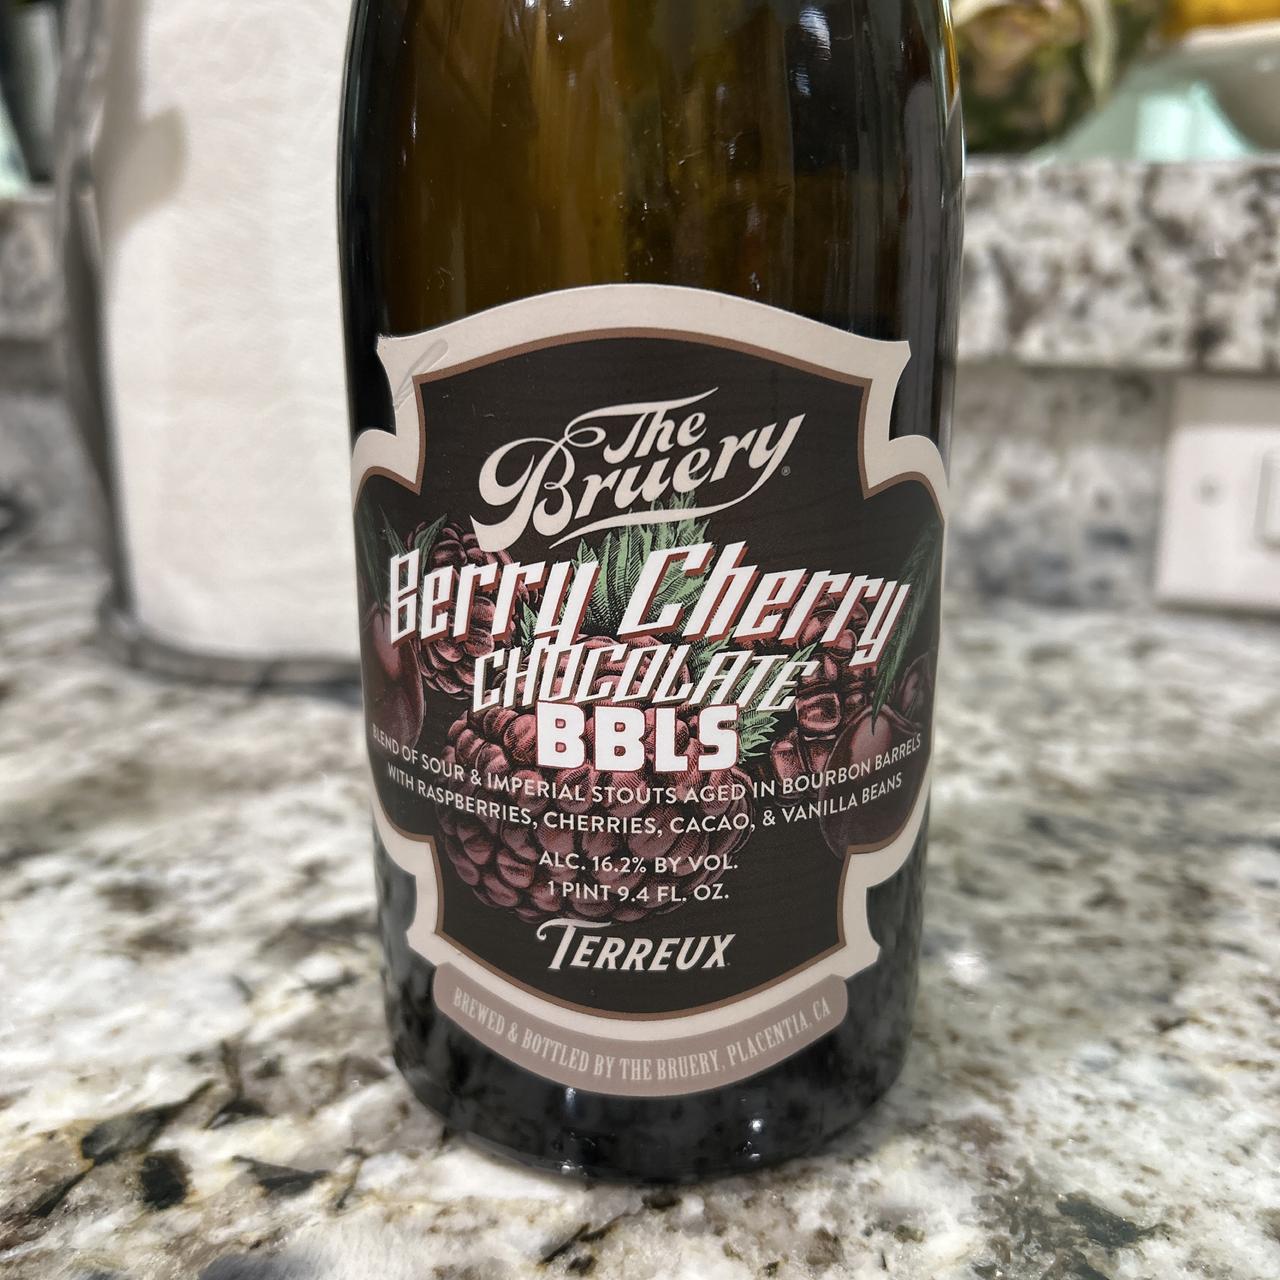 The
Bruery®
Berry Cherry
CHOCOLATE
BBLS
BLEND OF SOUR & IMPERIAL STOUTS AGED IN BOURBON BARRELS
WITH RASPBERRIES, CHERRIES, CACAO, & VANILLA BEANS
ALC. 16.2% BY VOL.
1 PINT 9.4 FL. OZ.
TERREUX
BREWED & BOTTLED BY THE BRUERY, PLACENTIA, CA